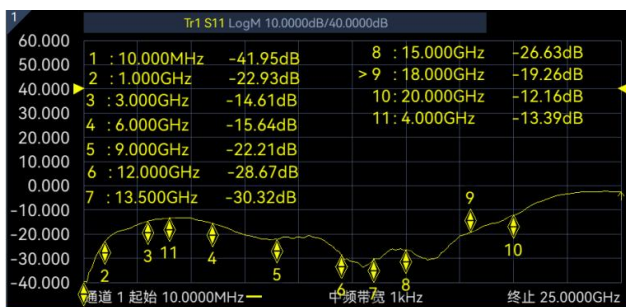 1
Tr1 S11 LogM 10.0000dB/40.0000dB
60.000
50.000
40.000
30.000
20.000
10.000
0.000
-10.000
-20.000
-30.000
-40.000
1 : 10.000MHz -41.95dB
2 : 1.000GHz -22.93dB
3 : 3.000GHz -14.61dB
4 : 6.000GHz -15.64dB
5 : 9.000GHz -22.21dB
6 : 12.000GHz -28.67dB
7 : 13.500GHz -30.32dB
8 : 15.000GHz -26.63dB
>9 : 18.000GHz -19.26dB
10: 20.000GHz -12.16dB
11: 4.000GHz -13.39dB
9
2
3
11
4
5
6
7
8
10
通道 1 起始 10.0000MHz
中频带宽 1kHz
终止 25.0000GHz